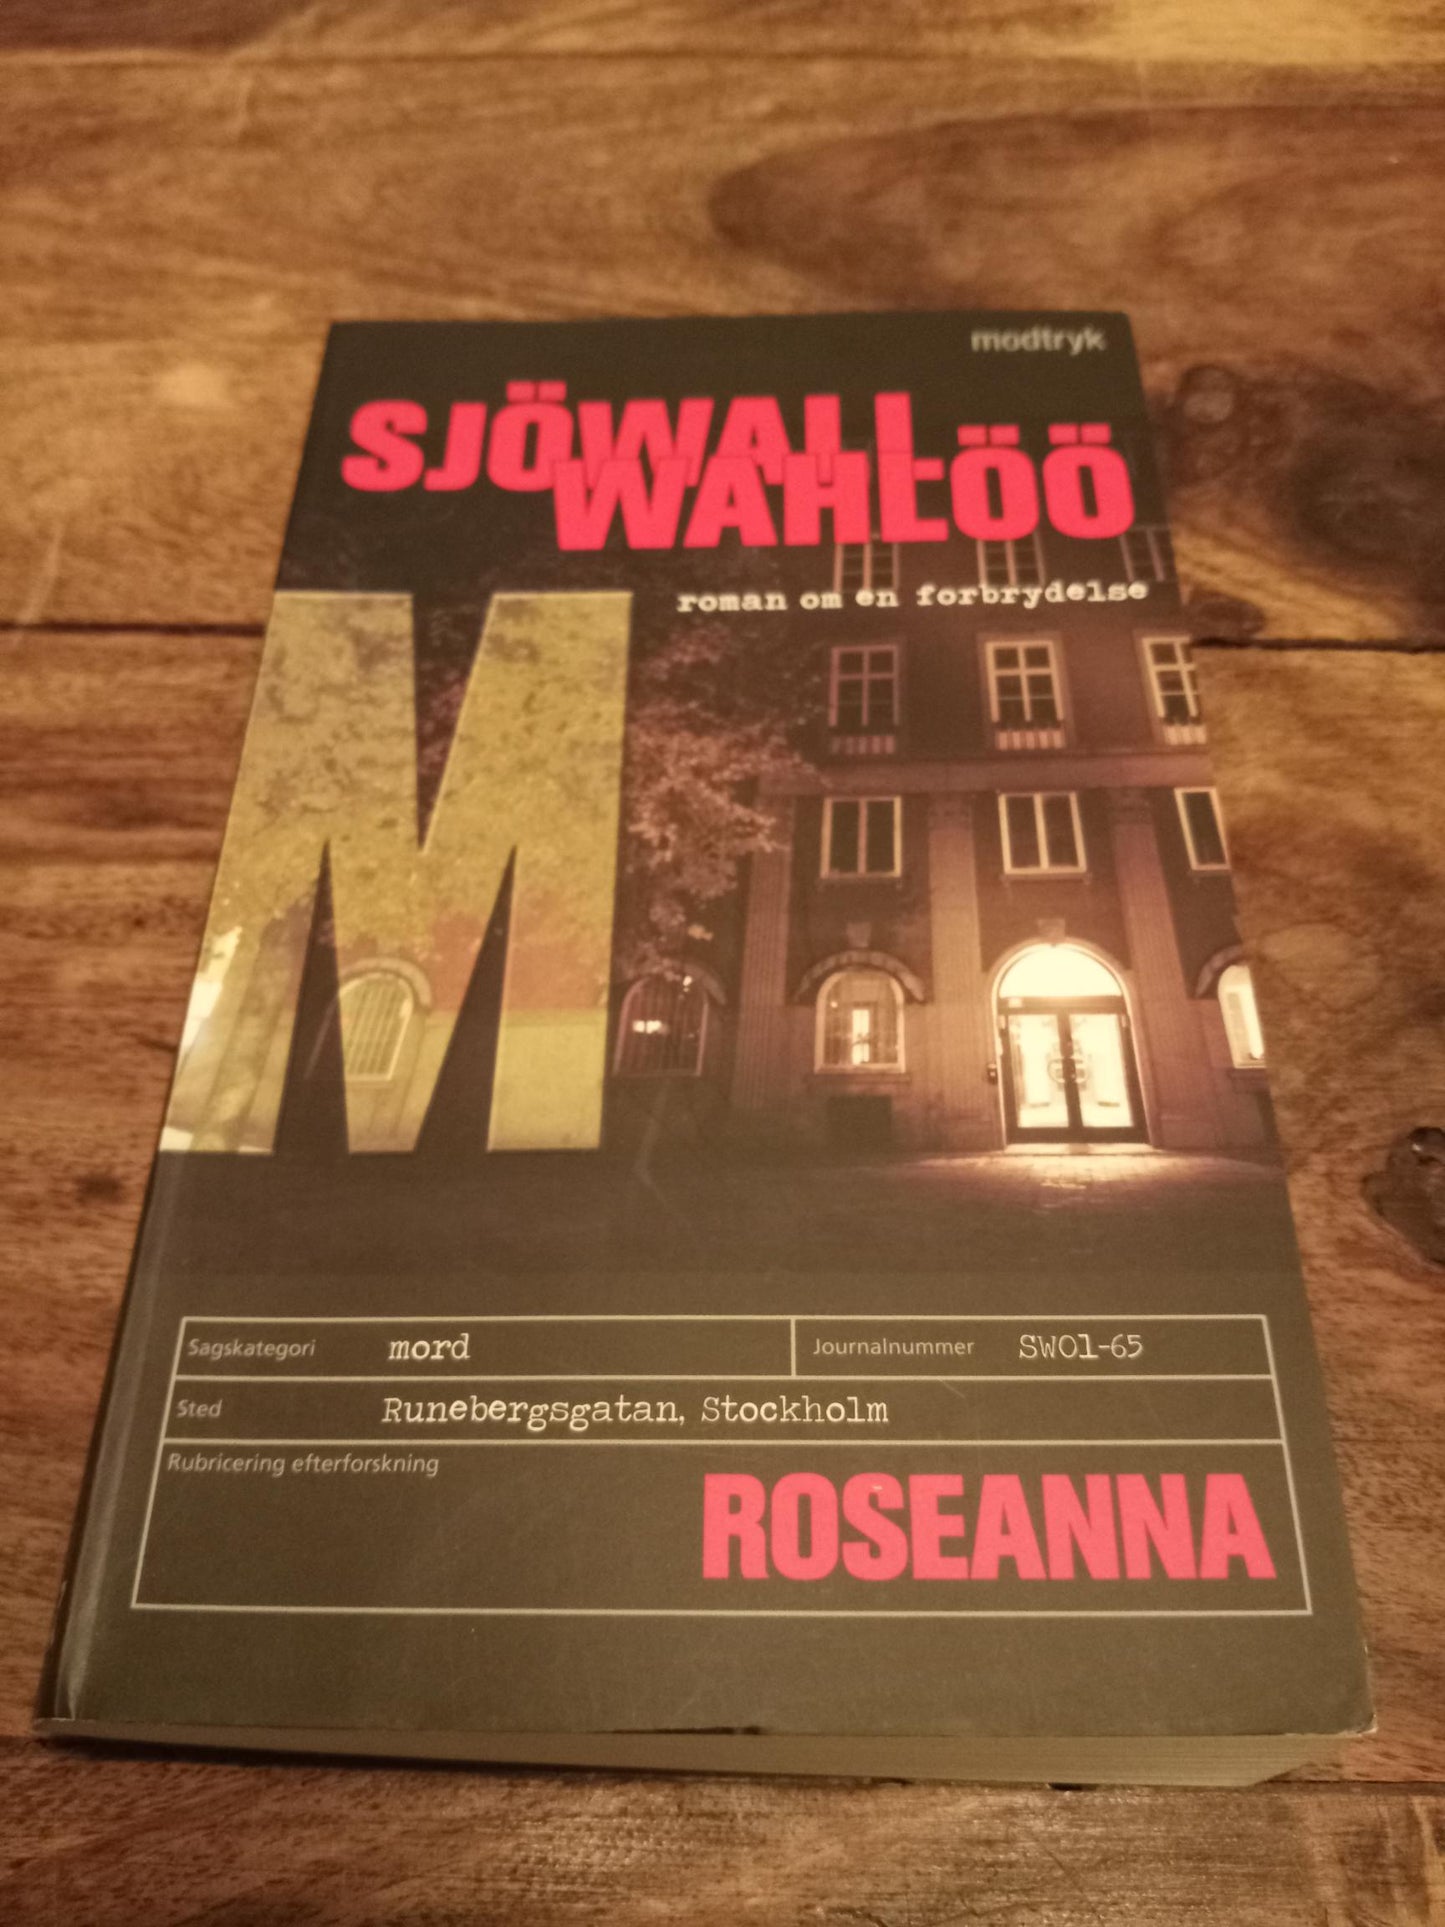 modtryk
SJÖWALL
WAHLÖÖ
roman om en forbrydelse
M
Sagskategori mord Journalnummer SW01-65
Sted Runebergsgatan, Stockholm
Rubricering efterforskning
ROSEANNA